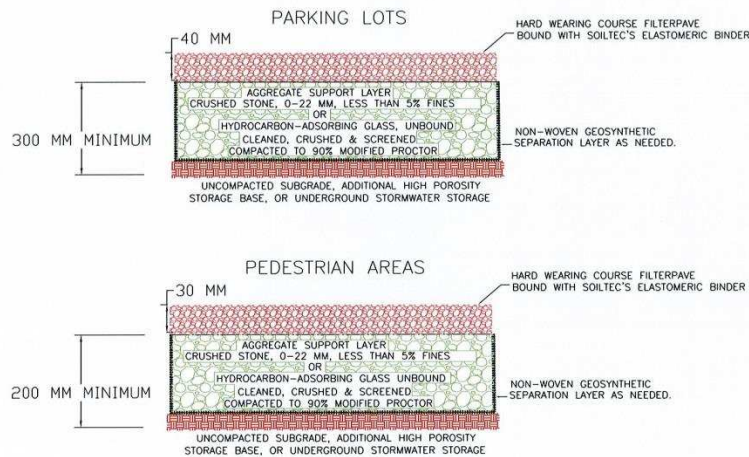 PARKING LOTS
40 MM
HARD WEARING COURSE FILTERPAVE
BOUND WITH SOILTEC'S ELASTOMERIC BINDER
300 MM MINIMUM
AGGREGATE SUPPORT LAYER
CRUSHED STONE, 0-22 MM, LESS THAN 5% FINES
OR
HYDROCARBON-ADSORBING GLASS, UNBOUND
CLEANED, CRUSHED & SCREENED
COMPACTED TO 90% MODIFIED PROCTOR
NON-WOVEN GEOSYNTHETIC
SEPARATION LAYER AS NEEDED.
UNCOMPACTED SUBGRADE, ADDITIONAL HIGH POROSITY
STORAGE BASE, OR UNDERGROUND STORMWATER STORAGE
PEDESTRIAN AREAS
30 MM
HARD WEARING COURSE FILTERPAVE
BOUND WITH SOILTEC'S ELASTOMERIC BINDER
200 MM MINIMUM
AGGREGATE SUPPORT LAYER
CRUSHED STONE, 0-22 MM, LESS THAN 5% FINES
OR
HYDROCARBON-ADSORBING GLASS UNBOUND
CLEANED, CRUSHED & SCREENED
COMPACTED TO 90% MODIFIED PROCTOR
NON-WOVEN GEOSYNTHETIC
SEPARATION LAYER AS NEEDED.
UNCOMPACTED SUBGRADE, ADDITIONAL HIGH POROSITY
STORAGE BASE, OR UNDERGROUND STORMWATER STORAGE